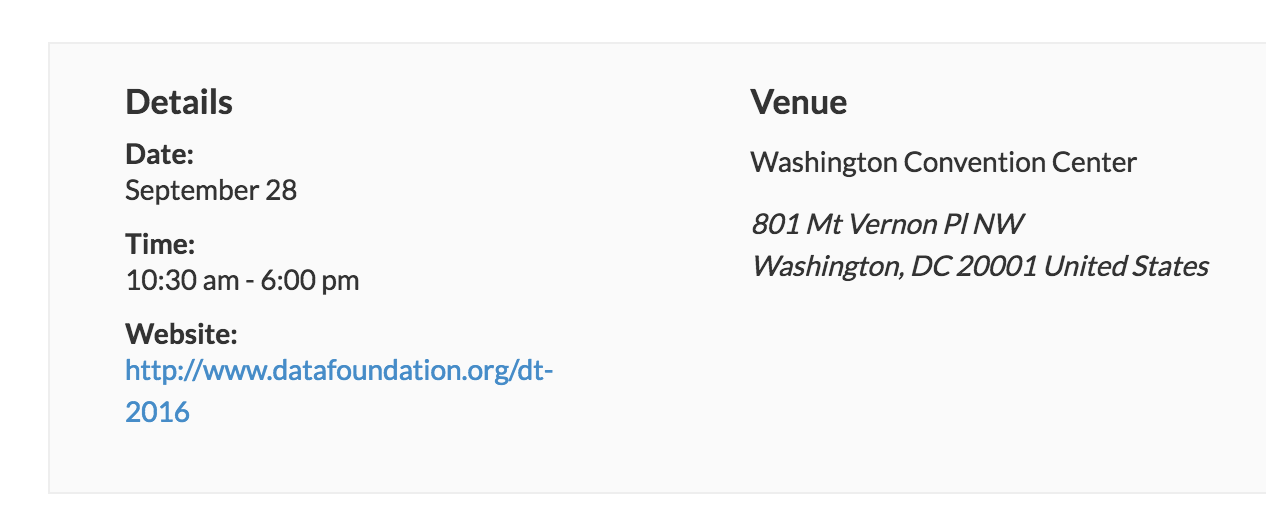 Details
Date:
September 28
Time:
10:30 am - 6:00 pm
Website:
http://www.datafoundation.org/dt-
2016
Venue
Washington Convention Center
801 Mt Vernon Pl NW
Washington, DC 20001 United States